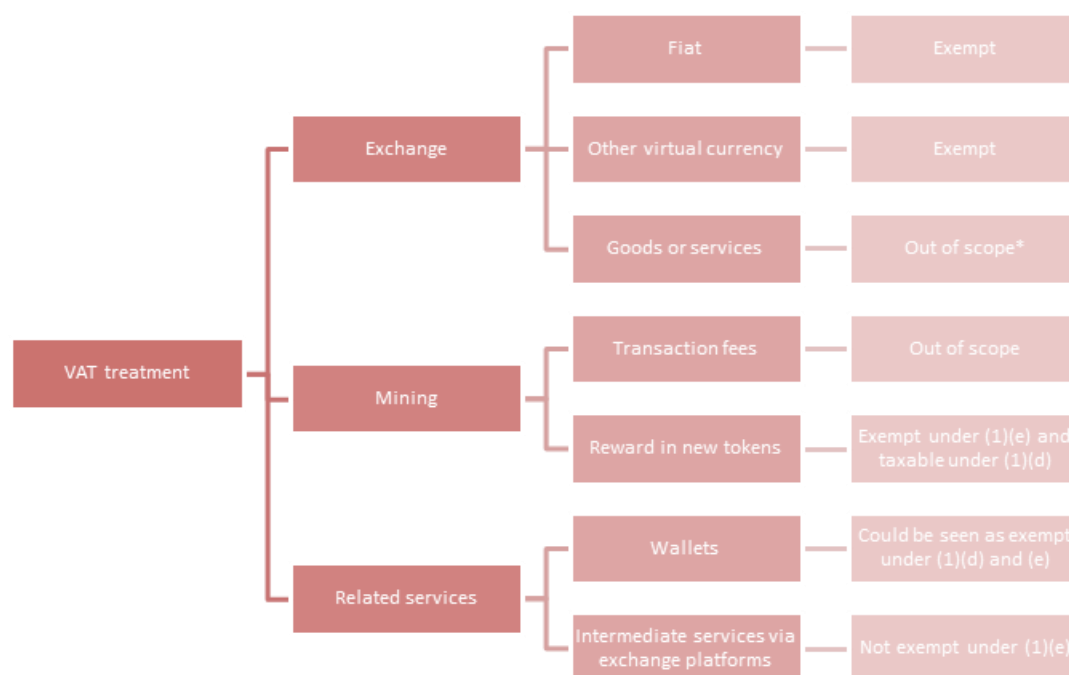 Fiat
Exempt
Exchange
Other virtual currency
Exempt
Goods or services
Out of scope*
VAT treatment
Transaction fees
Out of scope
Mining
Reward in new tokens
Exempt under (1)(e) and
taxable under (1)(d)
Wallets
Could be seen as exempt
under (1)(d) and (e)
Related services
Intermediate services via
exchange platforms
Not exempt under (1)(e)